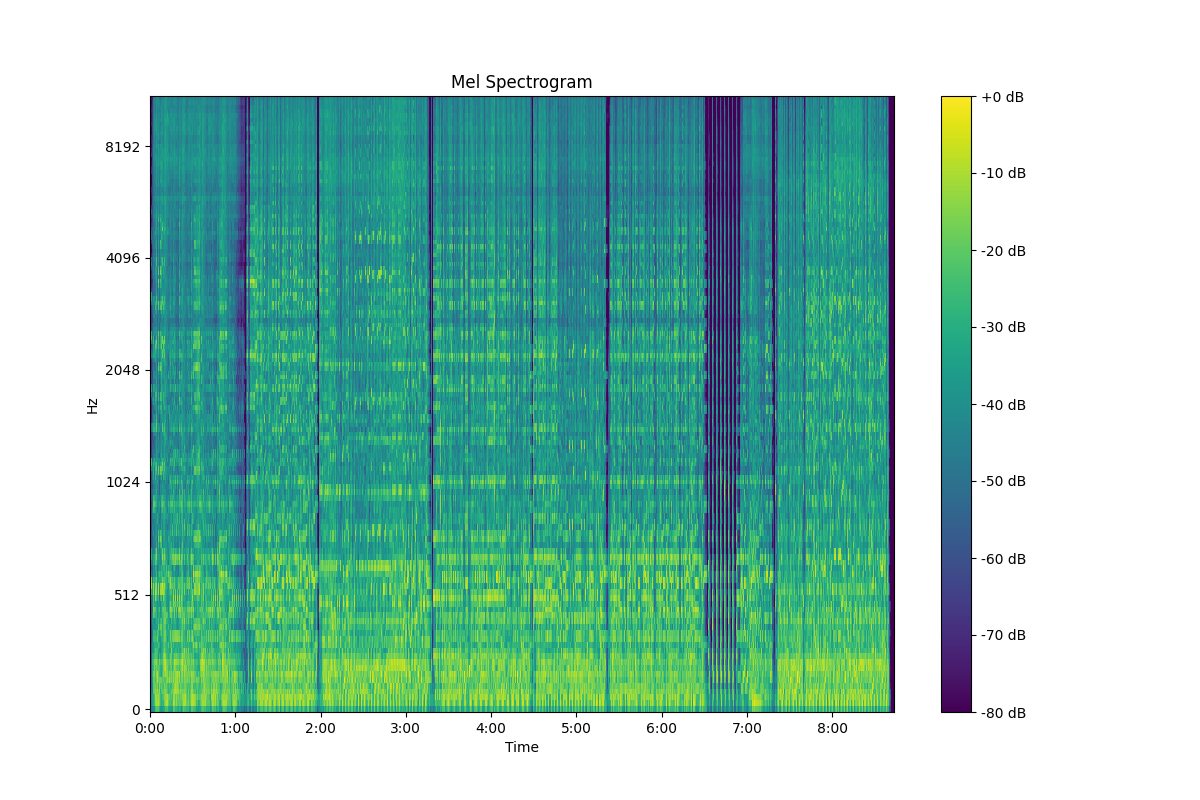 Mel Spectrogram
Hz
8192
4096
2048
1024
512
0
0:00 1:00 2:00 3:00 4:00 5:00 6:00 7:00 8:00
Time
+0 dB
-10 dB
-20 dB
-30 dB
-40 dB
-50 dB
-60 dB
-70 dB
-80 dB